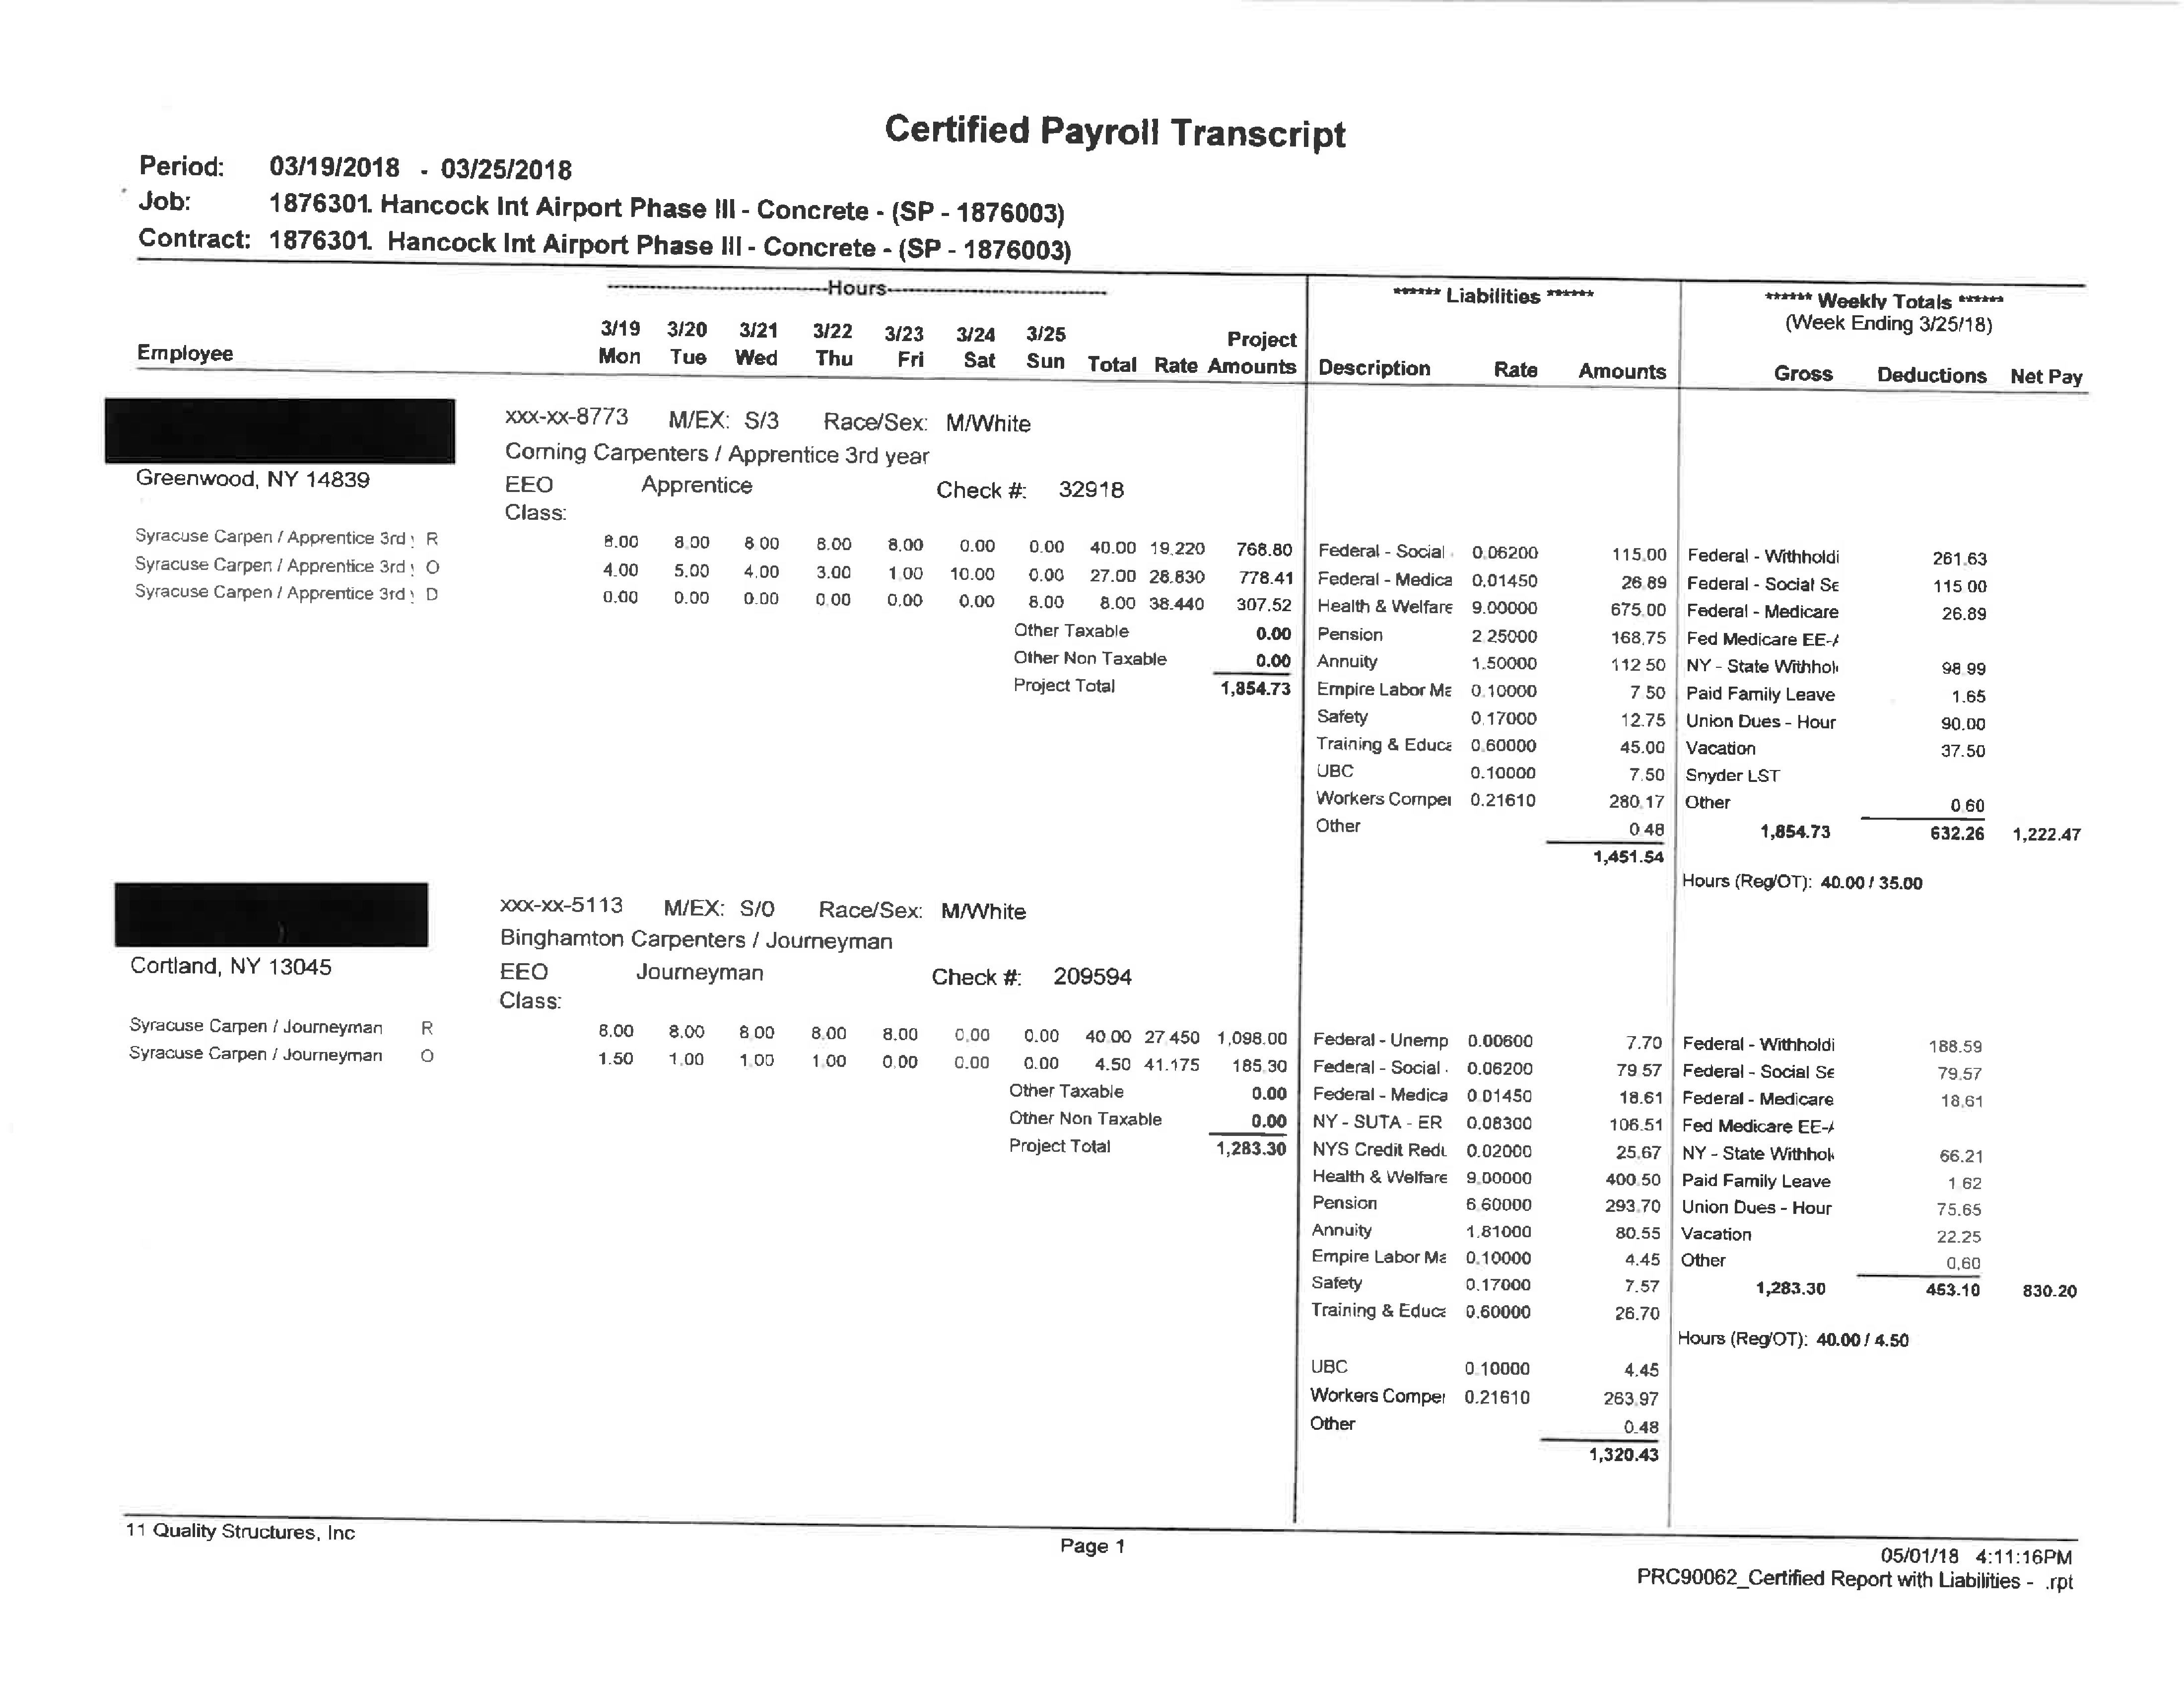 Certified Payroll Transcript
Period: 03/19/2018 - 03/25/2018
Job: 1876301. Hancock Int Airport Phase III - Concrete - (SP - 1876003)
Contract: 1876301. Hancock Int Airport Phase III - Concrete - (SP - 1876003)
Hours ****** Liabilities ****** ****** Weekly Totals ******
(Week Ending 3/25/18)
3/19 3/20 3/21 3/22 3/23 3/24 3/25 Project
Employee Mon Tue Wed Thu Fri Sat Sun Total Rate Amounts Description Rate Amounts Gross Deductions Net Pay
xxx-xx-8773 M/EX: S/3 Race/Sex: M/White
Corning Carpenters / Apprentice 3rd year
Greenwood, NY 14839 EEO Apprentice Check #: 32918
Class:
Syracuse Carpen / Apprentice 3rd R 8.00 8.00 8.00 8.00 8.00 0.00 0.00 40.00 19.220 768.80 Federal - Social 0.06200 115.00 Federal - Withholdi 261.63
Syracuse Carpen / Apprentice 3rd O 4.00 5.00 4.00 3.00 1.00 10.00 0.00 27.00 28.830 778.41 Federal - Medica 0.01450 26.89 Federal - Social Se 115.00
Syracuse Carpen / Apprentice 3rd D 0.00 0.00 0.00 0.00 0.00 0.00 8.00 8.00 38.440 307.52 Health & Welfare 9.00000 675.00 Federal - Medicare 26.89
Other Taxable 0.00 Pension 2.25000 168.75 Fed Medicare EE-A
Other Non Taxable 0.00 Annuity 1.50000 112.50 NY - State Withhol 98.99
Project Total 1,854.73 Empire Labor Ma 0.10000 7.50 Paid Family Leave 1.65
Safety 0.17000 12.75 Union Dues - Hour 90.00
Training & Educa 0.60000 45.00 Vacation 37.50
UBC 0.10000 7.50 Snyder LST
Workers Compe 0.21610 280.17 Other 0.60
Other 0.48 1,854.73 632.26 1,222.47
1,451.54
Hours (Reg/OT): 40.00 / 35.00
xxx-xx-5113 M/EX: S/0 Race/Sex: M/White
Binghamton Carpenters / Journeyman
Cortland, NY 13045 EEO Journeyman Check #: 209594
Class:
Syracuse Carpen / Journeyman R 8.00 8.00 8.00 8.00 8.00 0.00 0.00 40.00 27.450 1,098.00 Federal - Unemp 0.00600 7.70 Federal - Withholdi 188.59
Syracuse Carpen / Journeyman O 1.50 1.00 1.00 1.00 0.00 0.00 0.00 4.50 41.175 185.30 Federal - Social 0.06200 79.57 Federal - Social Se 79.57
Other Taxable 0.00 Federal - Medica 0.01450 18.61 Federal - Medicare 18.61
Other Non Taxable 0.00 NY - SUTA - ER 0.08300 106.51 Fed Medicare EE-A
Project Total 1,283.30 NYS Credit Redu 0.02000 25.67 NY - State Withhol 66.21
Health & Welfare 9.00000 400.50 Paid Family Leave 1.62
Pension 6.60000 293.70 Union Dues - Hour 75.65
Annuity 1.81000 80.55 Vacation 22.25
Empire Labor Ma 0.10000 4.45 Other 0.60
Safety 0.17000 7.57 1,283.30 453.10 830.20
Training & Educa 0.60000 26.70
Hours (Reg/OT): 40.00 / 4.50
UBC 0.10000 4.45
Workers Compe 0.21610 263.97
Other 0.48
1,320.43
11 Quality Structures, Inc
Page 1
05/01/18 4:11:16PM
PRC90062_Certified Report with Liabilities - .rpt